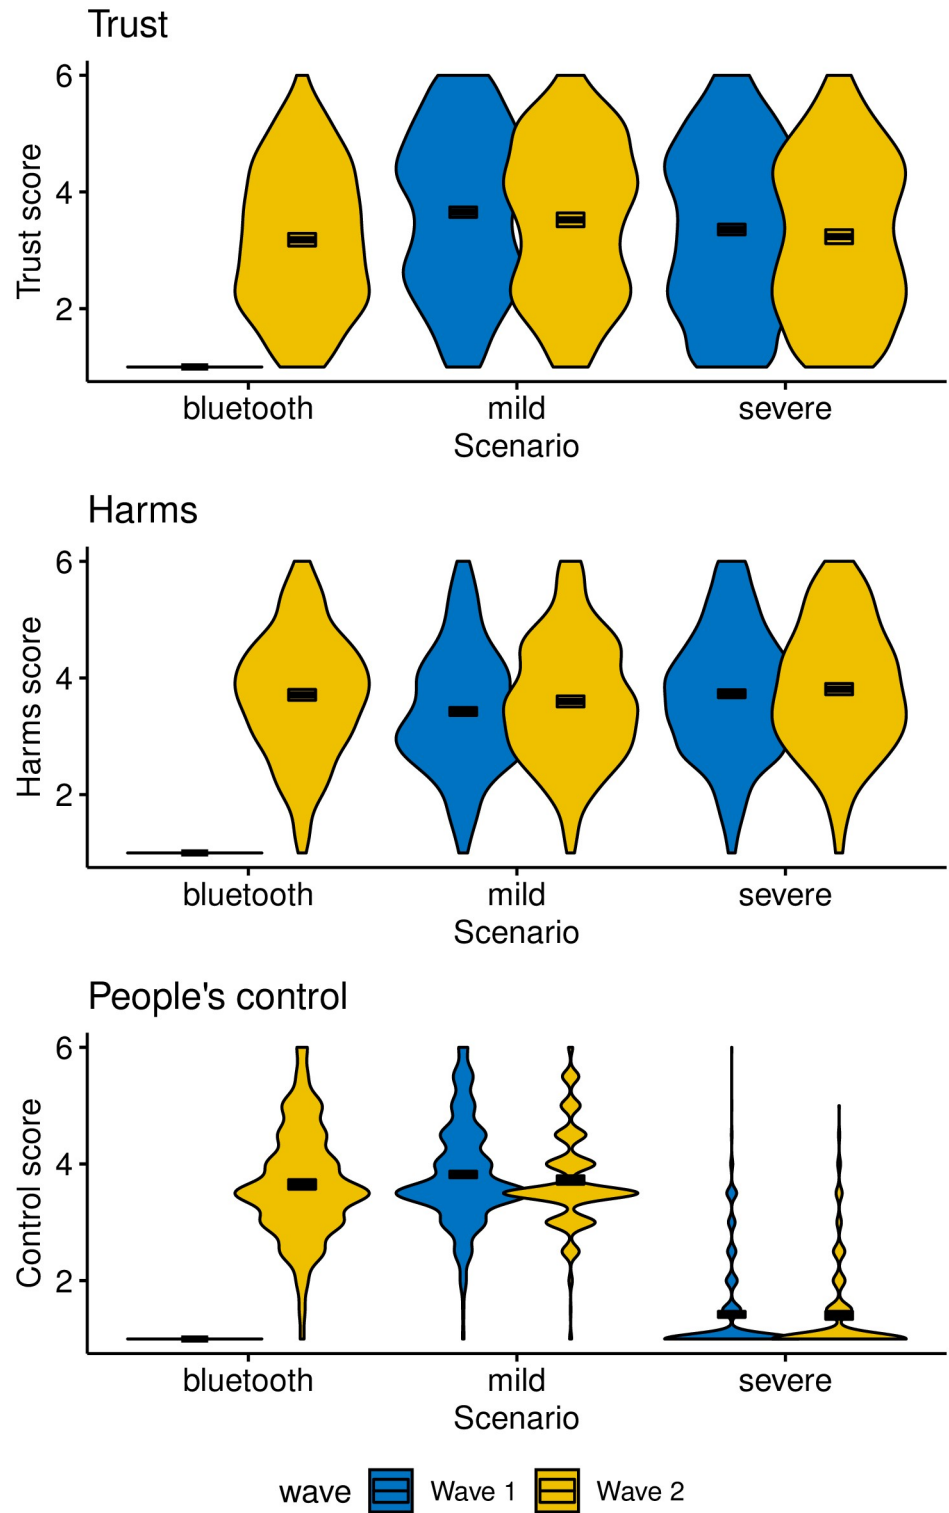 Trust
6
4
2
Trust score
bluetooth mild severe
Scenario
Harms
6
4
2
Harms score
bluetooth mild severe
Scenario
People's control
6
4
2
Control score
bluetooth mild severe
Scenario
wave Wave 1 Wave 2